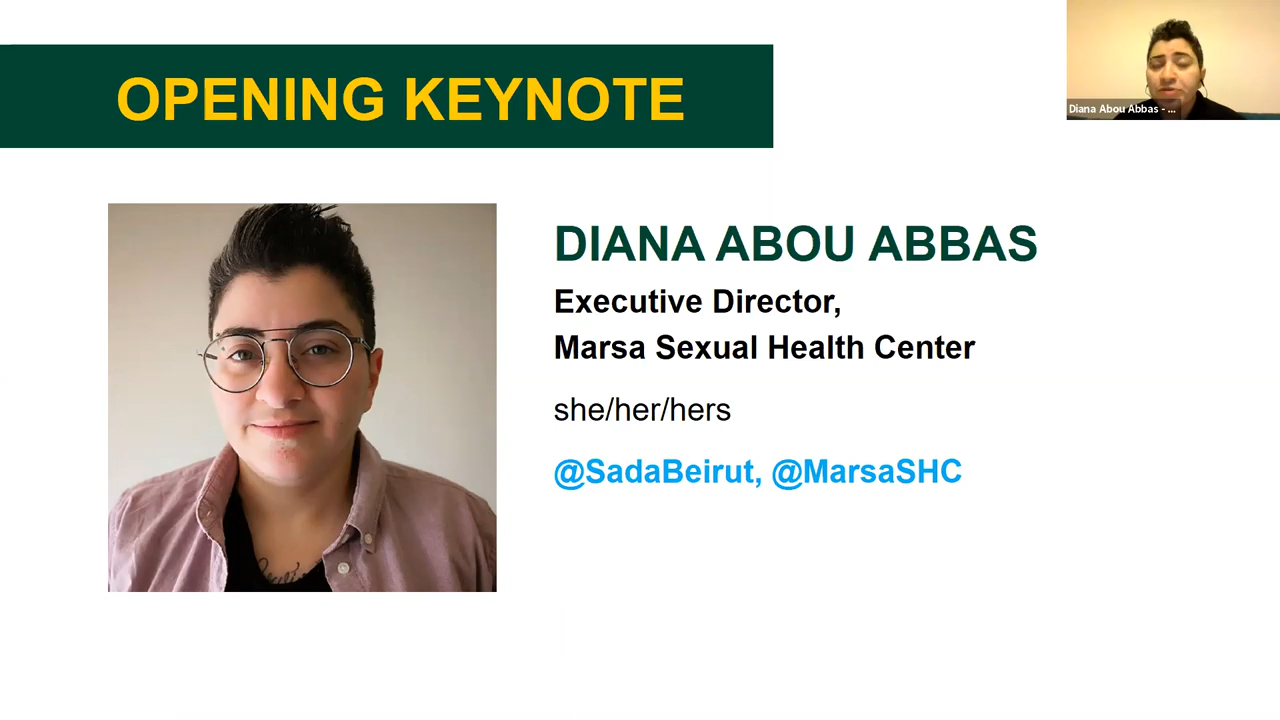 OPENING KEYNOTE
Diana Abou Abbas - ...
DIANA ABOU ABBAS
Executive Director,
Marsa Sexual Health Center
she/her/hers
@SadaBeirut, @MarsaSHC